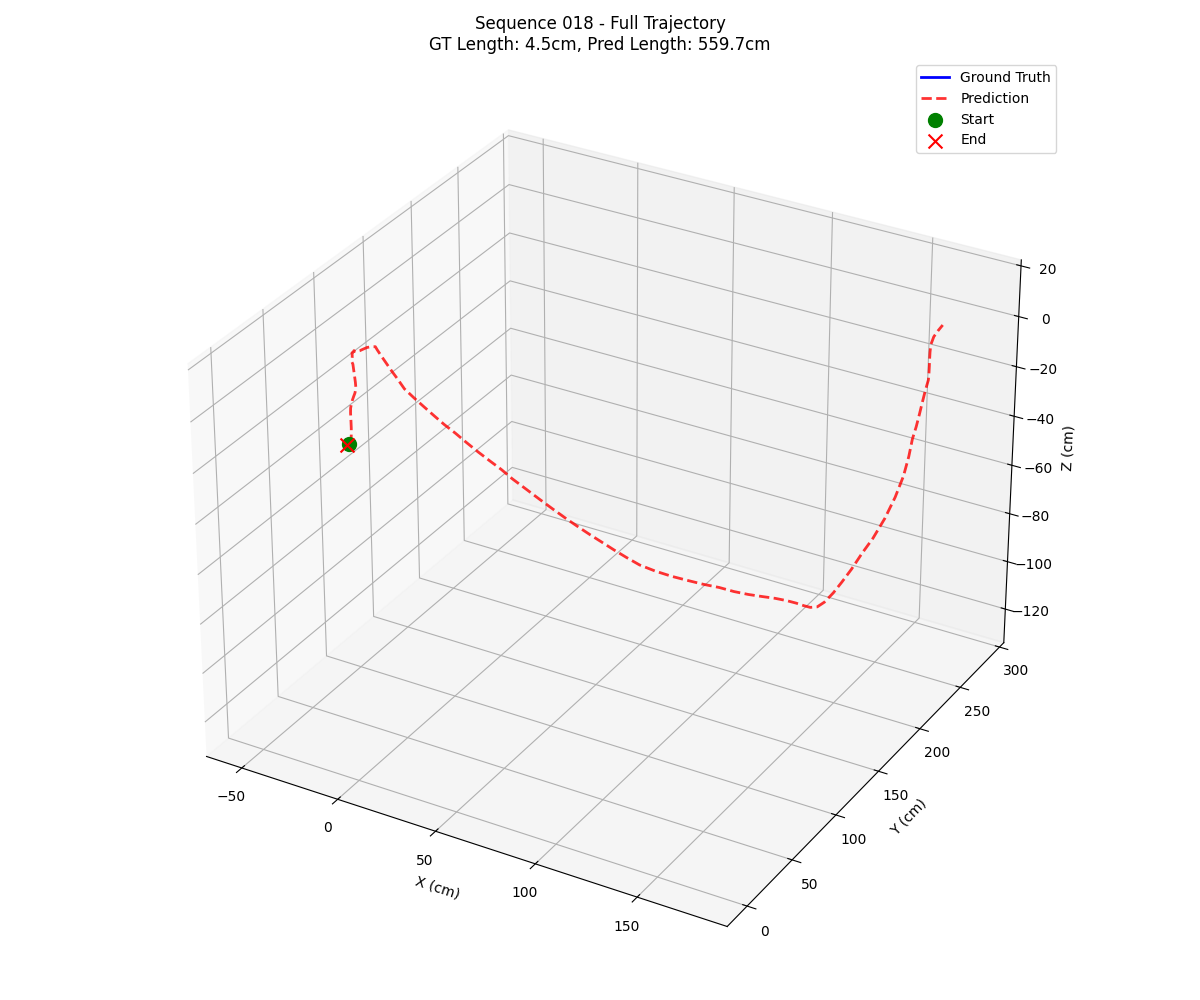 Sequence 018 - Full Trajectory
GT Length: 4.5cm, Pred Length: 559.7cm
Ground Truth
Prediction
Start
End
20
0
−20
−40
−60
−80
−100
−120
Z (cm)
300
250
200
150
100
50
0
Y (cm)
−50
0
50
100
150
X (cm)